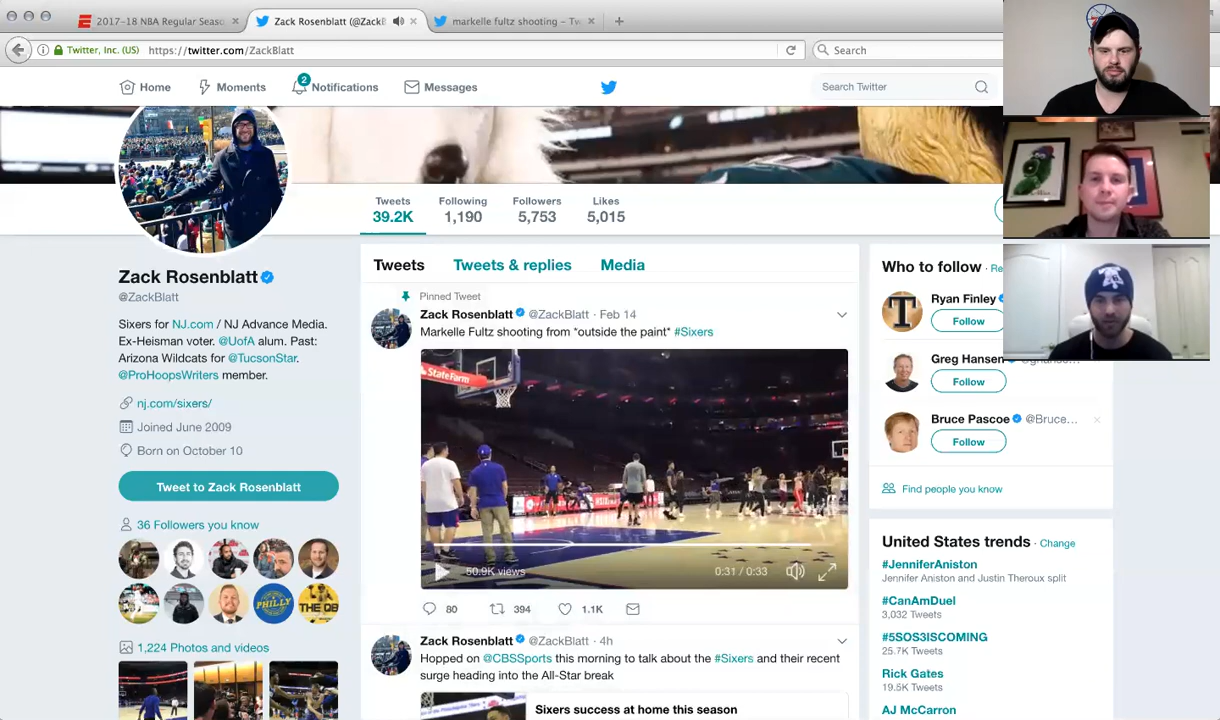 2017-18 NBA Regular Seaso
Zack Rosenblatt (@ZackB
markelle fultz shooting – Tw
Twitter, Inc. (US)
https://twitter.com/ZackBlatt
Search
Home
Moments
2
Notifications
Messages
Search Twitter
Tweets
Following
Followers
Likes
39.2K
1,190
5,753
5,015
Zack Rosenblatt
@ZackBlatt
Sixers for NJ.com / NJ Advance Media.
Ex-Heisman voter. @UofA alum. Past:
Arizona Wildcats for @TucsonStar.
@ProHoopsWriters member.
nj.com/sixers/
Joined June 2009
Born on October 10
Tweet to Zack Rosenblatt
36 Followers you know
PHILLY
THE QB
1,224 Photos and videos
Tweets
Tweets & replies
Media
Pinned Tweet
Zack Rosenblatt @ZackBlatt · Feb 14
Markelle Fultz shooting from *outside the paint* #Sixers
State Farm
50.9K views
0:31 / 0:33
80
394
1.1K
Zack Rosenblatt @ZackBlatt · 4h
Hopped on @CBSSports this morning to talk about the #Sixers and their recent
surge heading into the All-Star break
Sixers success at home this season
Who to follow · Re
Ryan Finley
Follow
Greg Hansen
Follow
Bruce Pascoe @Bruce...
Follow
Find people you know
United States trends · Change
#JenniferAniston
Jennifer Aniston and Justin Theroux split
#CanAmDuel
3,032 Tweets
#5SOS3ISCOMING
25.7K Tweets
Rick Gates
19.5K Tweets
AJ McCarron